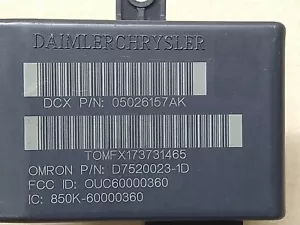 DAIMLERCHRYSLER
DCX P/N: 05026157AK
TOMFX173731465
OMRON P/N: D7520023-1D
FCC ID: OUC60000360
IC: 850K-60000360